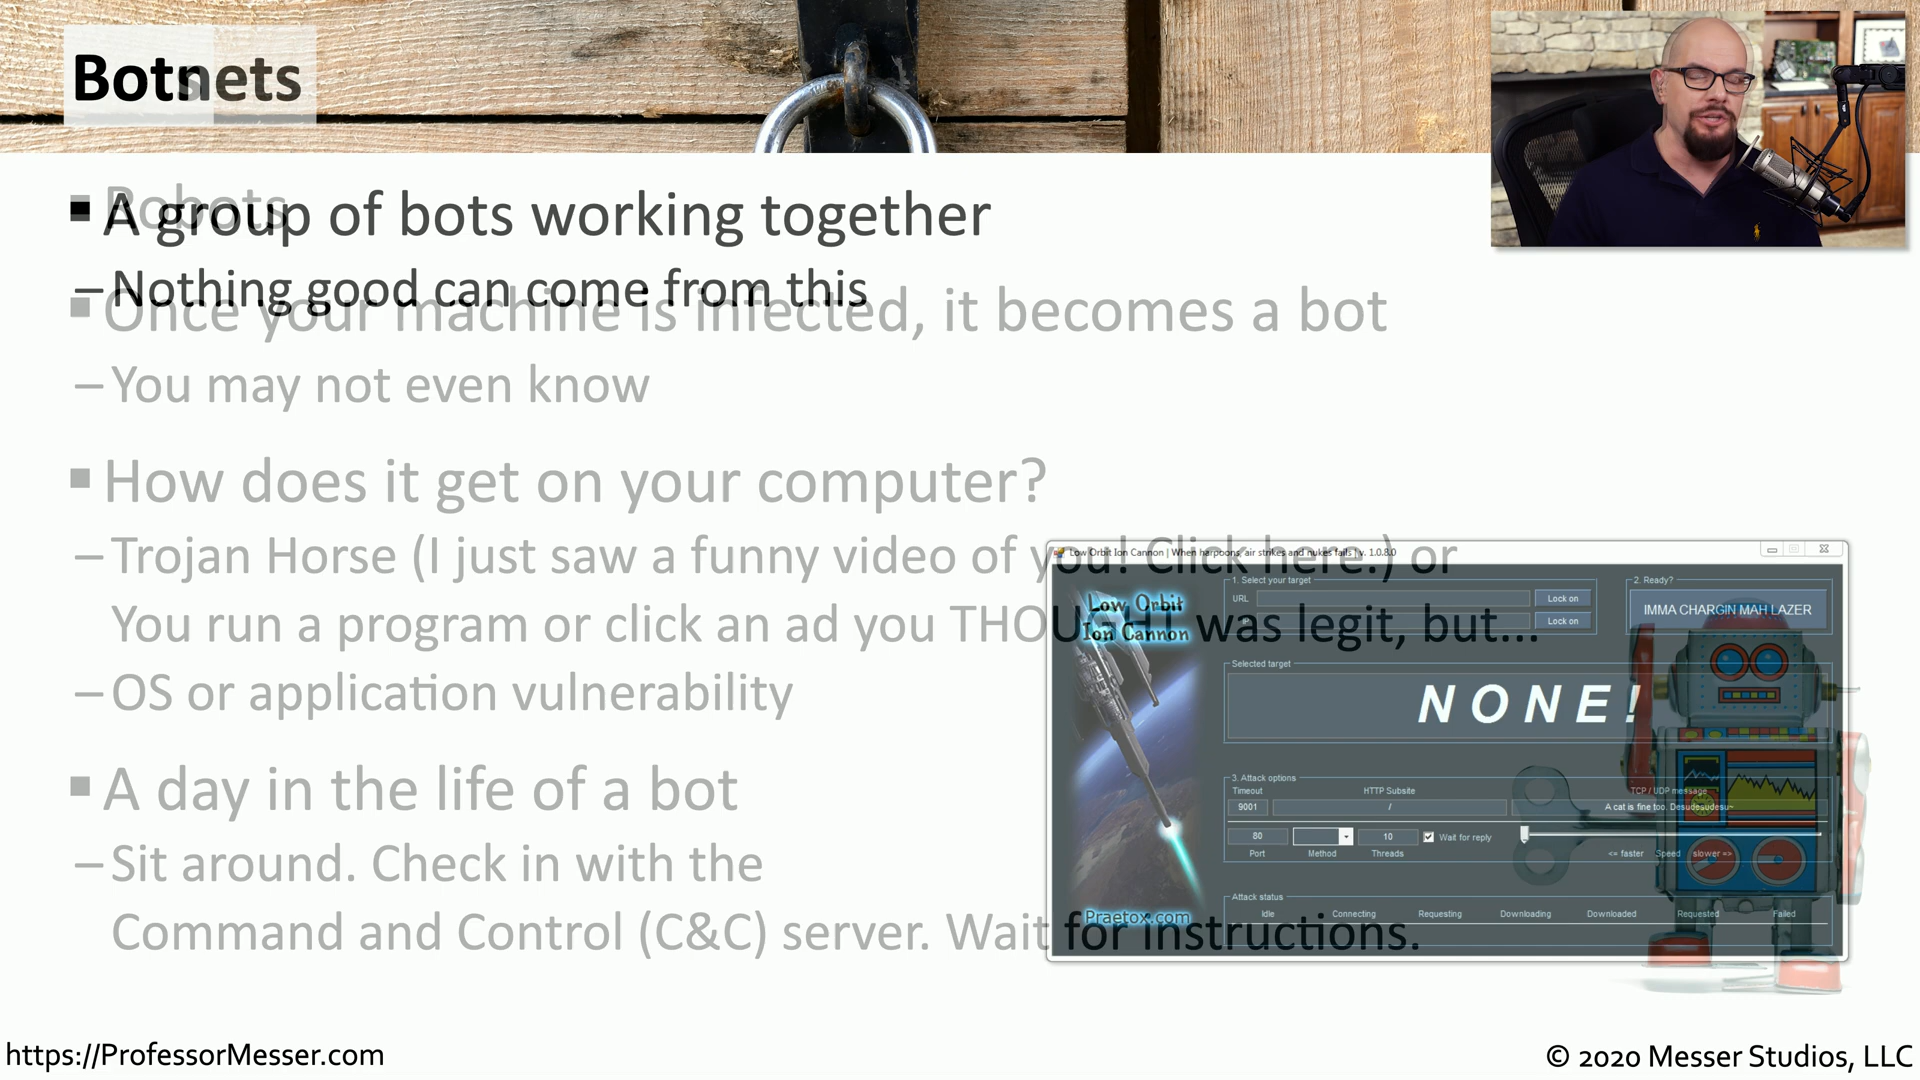 Botnets
Robots
▪ A group of bots working together
– Nothing good can come from this
▪ Once your machine is infected, it becomes a bot
– You may not even know
▪ How does it get on your computer?
– Trojan Horse (I just saw a funny video of you! Click here.) or
You run a program or click an ad you THOUGHT was legit, but...
– OS or application vulnerability
▪ A day in the life of a bot
– Sit around. Check in with the
Command and Control (C&C) server. Wait for instructions.
Low Orbit Ion Cannon | When harpoons, air strikes and nukes fails | v. 1.0.8.0
Low Orbit
Ion Cannon
Praetox.com
1. Select your target
URL
Lock on
Lock on
2. Ready?
IMMA CHARGIN MAH LAZER
Selected target
NONE!
3. Attack options
Timeout HTTP Subsite TCP / UDP message
9001 / A cat is fine too. Desudesudesu~
80 10 Wait for reply
Port Method Threads <= faster Speed slower =>
Attack status
Idle Connecting Requesting Downloading Downloaded Requested Failed
https://ProfessorMesser.com
© 2020 Messer Studios, LLC